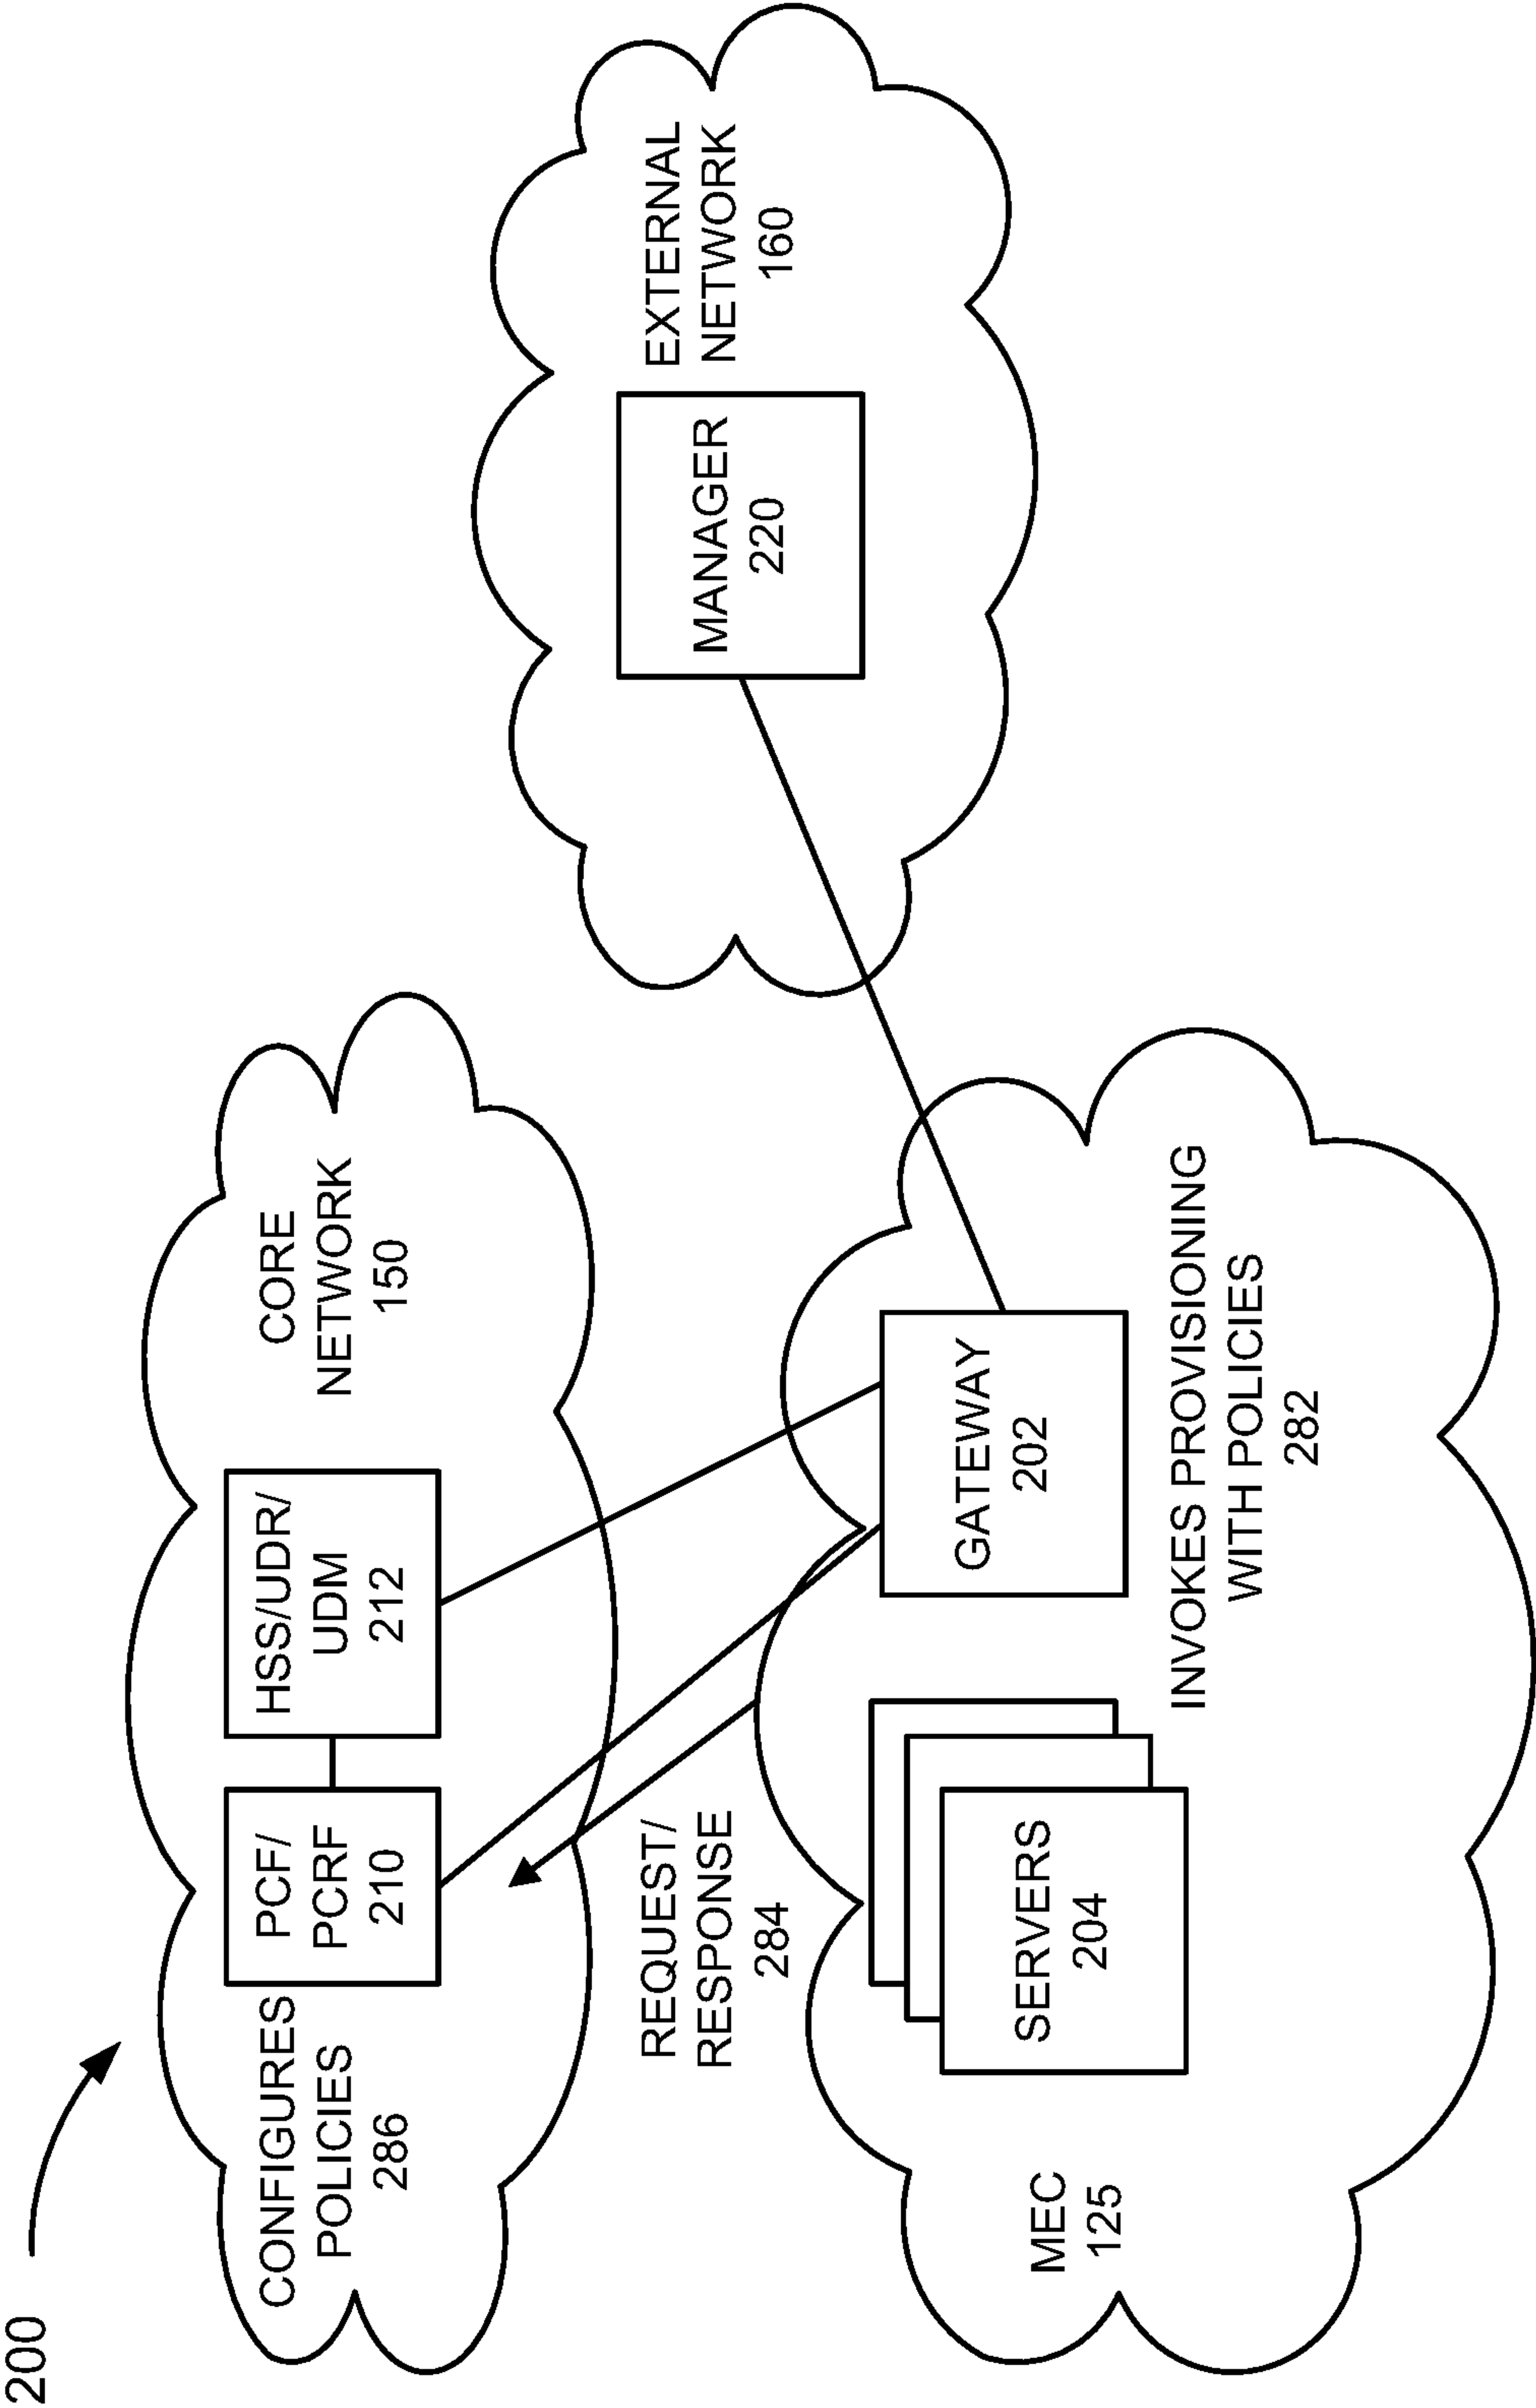 200
CONFIGURES
POLICIES
286
PCF/
PCRF
210
HSS/UDR/
UDM
212
CORE
NETWORK
150
REQUEST/
RESPONSE
284
MANAGER
220
EXTERNAL
NETWORK
160
MEC
125
SERVERS
204
GATEWAY
202
INVOKES PROVISIONING
WITH POLICIES
282